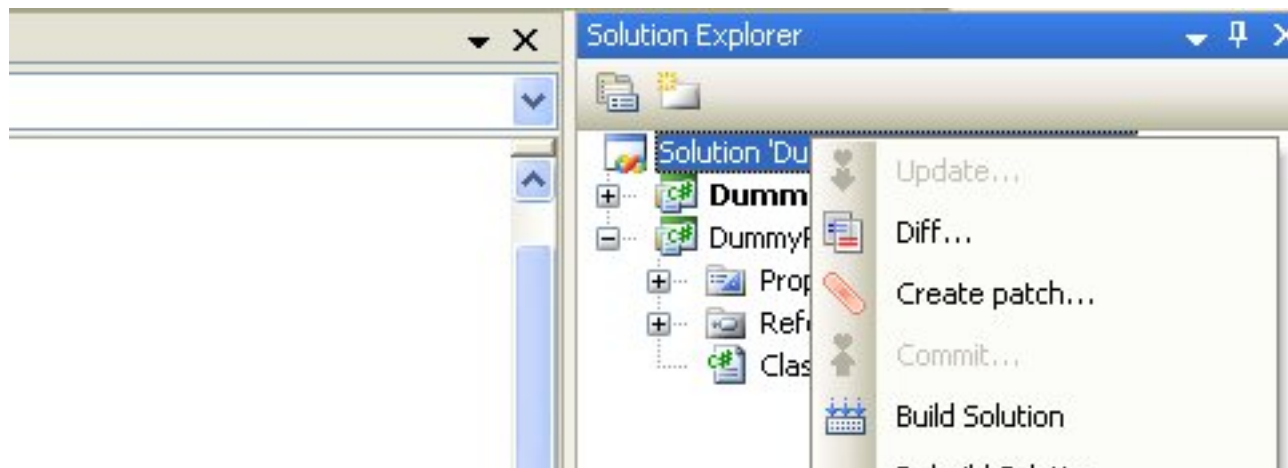 Solution Explorer
Solution 'Du
Update...
Dumm
Diff...
DummyP
Prop
Create patch...
Refe
Commit...
C#
Clas
Build Solution